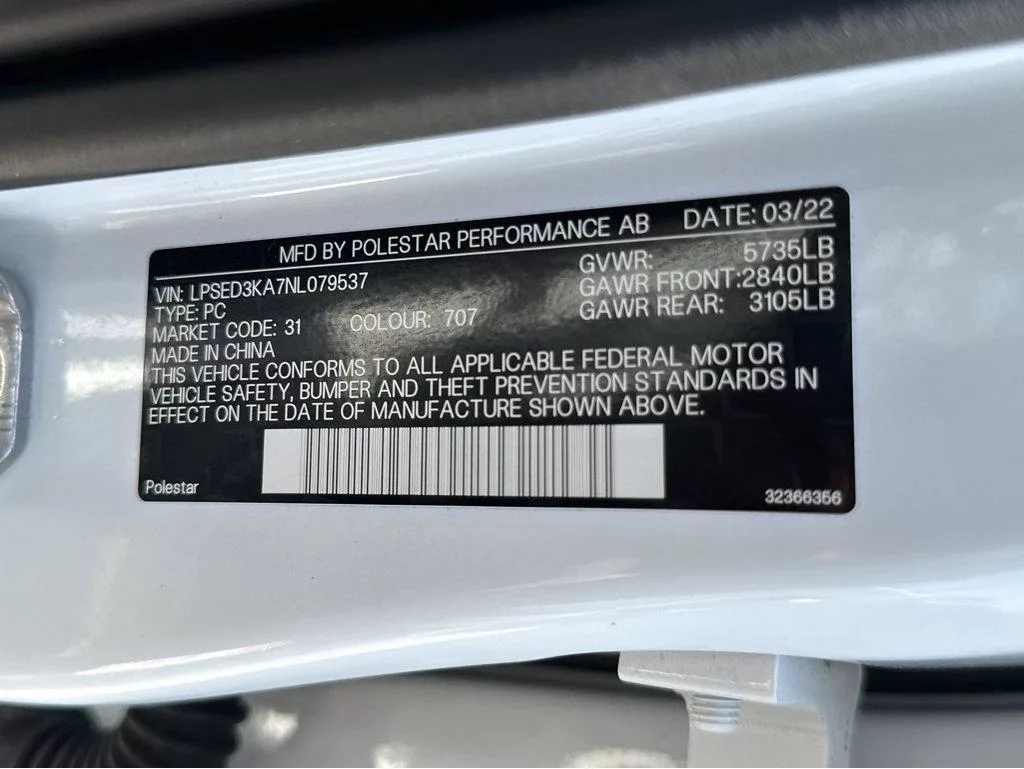 MFD BY POLESTAR PERFORMANCE AB DATE: 03/22
VIN: LPSED3KA7NL079537 GVWR: 5735LB
TYPE: PC GAWR FRONT:2840LB
MARKET CODE: 31 COLOUR: 707 GAWR REAR: 3105LB
MADE IN CHINA
THIS VEHICLE CONFORMS TO ALL APPLICABLE FEDERAL MOTOR
VEHICLE SAFETY, BUMPER AND THEFT PREVENTION STANDARDS IN
EFFECT ON THE DATE OF MANUFACTURE SHOWN ABOVE.
Polestar 32366356